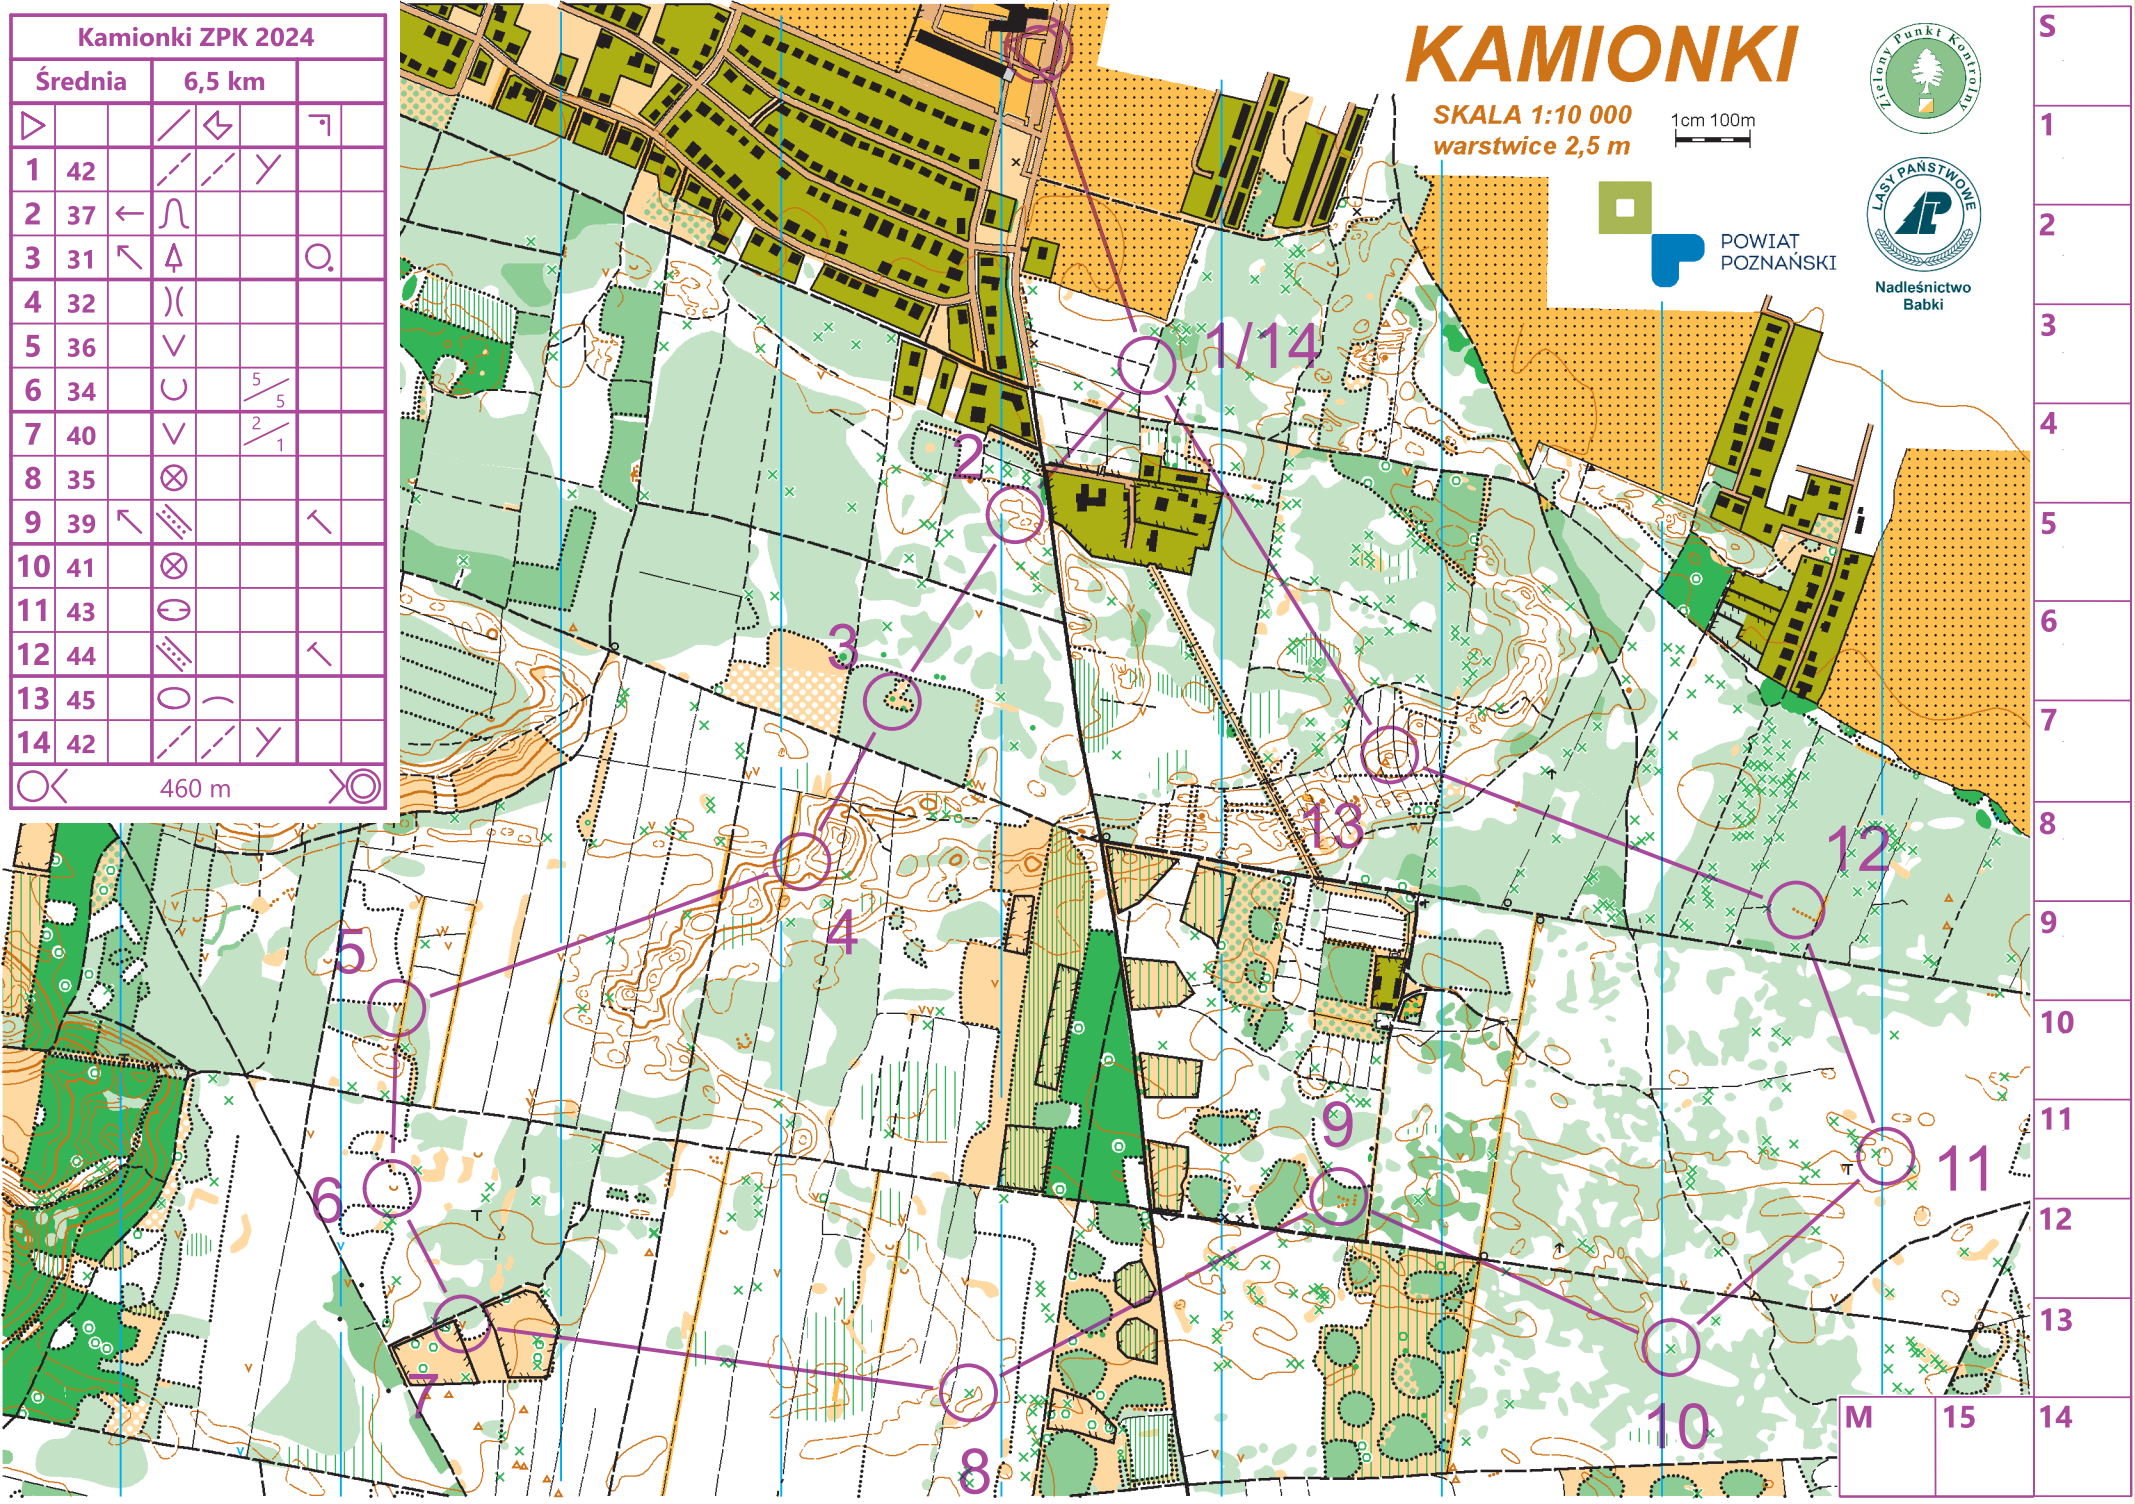 Kamionki ZPK 2024
Średnia 6,5 km
1 42
2 37
3 31
4 32
5 36
6 34 5/5
7 40 2/1
8 35
9 39
10 41
11 43
12 44
13 45
14 42
460 m
KAMIONKI
SKALA 1:10 000
warstwice 2,5 m
1cm 100m
Zielony Punkt Kontrolny
LASY PAŃSTWOWE
LP
Nadleśnictwo
Babki
POWIAT
POZNAŃSKI
1/14
2
3
4
5
6
7
8
9
10
11
12
13
S
1
2
3
4
5
6
7
8
9
10
11
12
13
M 15 14